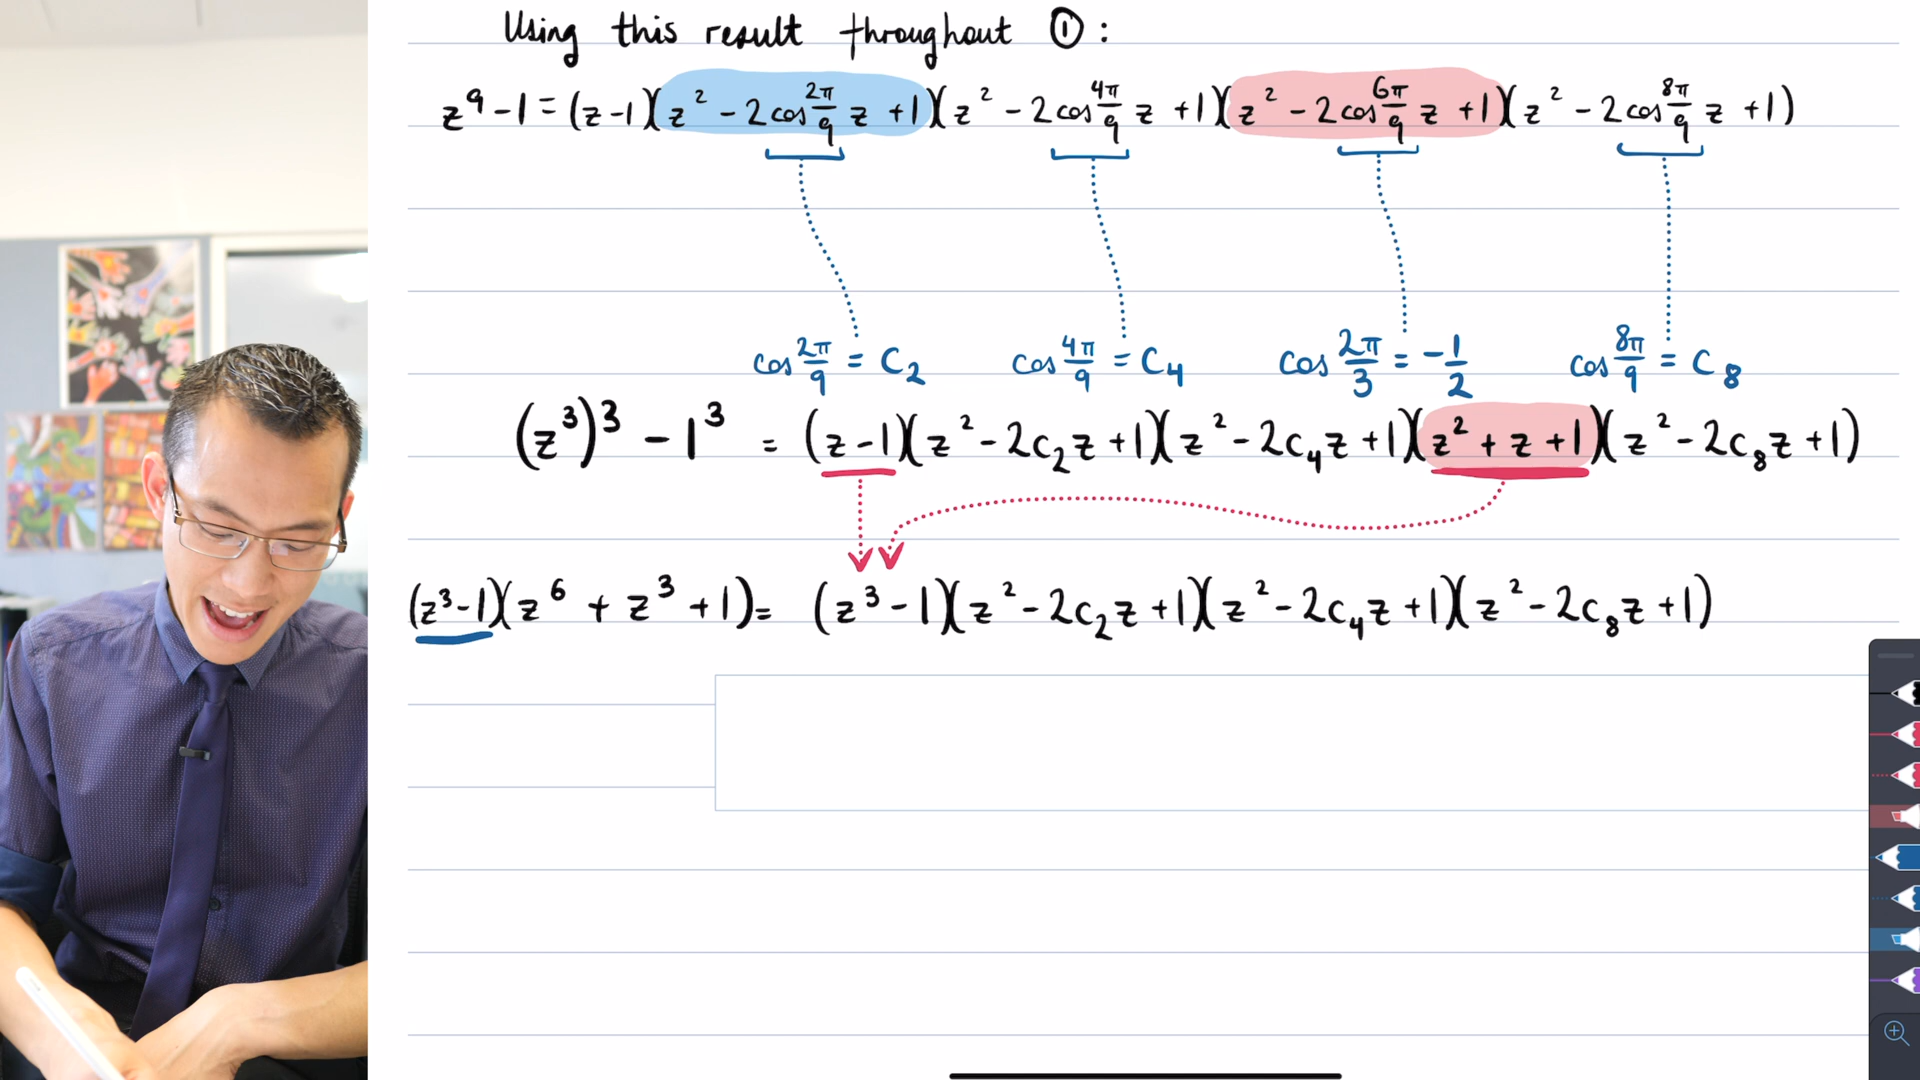 Using this result throughout ①:
z⁹ - 1 = (z - 1)(z² - 2cos 2π/9 z + 1)(z² - 2cos 4π/9 z + 1)(z² - 2cos 6π/9 z + 1)(z² - 2cos 8π/9 z + 1)
cos 2π/9 = C₂ cos 4π/9 = C₄ cos 2π/3 = -1/2 cos 8π/9 = C₈
(z³)³ - 1³ = (z - 1)(z² - 2c₂z + 1)(z² - 2c₄z + 1)(z² + z + 1)(z² - 2c₈z + 1)
(z³ - 1)(z⁶ + z³ + 1) = (z³ - 1)(z² - 2c₂z + 1)(z² - 2c₄z + 1)(z² - 2c₈z + 1)